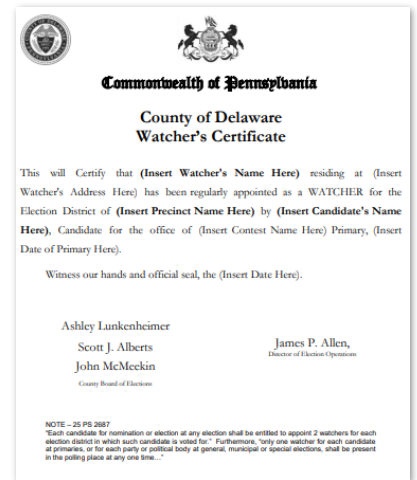 Commonwealth of Pennsylvania
County of Delaware
Watcher's Certificate
This will Certify that (Insert Watcher's Name Here) residing at (Insert
Watcher's Address Here) has been regularly appointed as a WATCHER for the
Election District of (Insert Precinct Name Here) by (Insert Candidate's Name
Here), Candidate for the office of (Insert Contest Name Here) Primary, (Insert
Date of Primary Here).
Witness our hands and official seal, the (Insert Date Here).
Ashley Lunkenheimer
Scott J. Alberts
John McMeekin
County Board of Elections
James P. Allen,
Director of Election Operations
NOTE – 25 PS 2687
"Each candidate for nomination or election at any election shall be entitled to appoint 2 watchers for each
election district in which such candidate is voted for." Furthermore, "only one watcher for each candidate
at primaries, or for each party or political body at general, municipal or special elections, shall be present
in the polling place at any one time…"